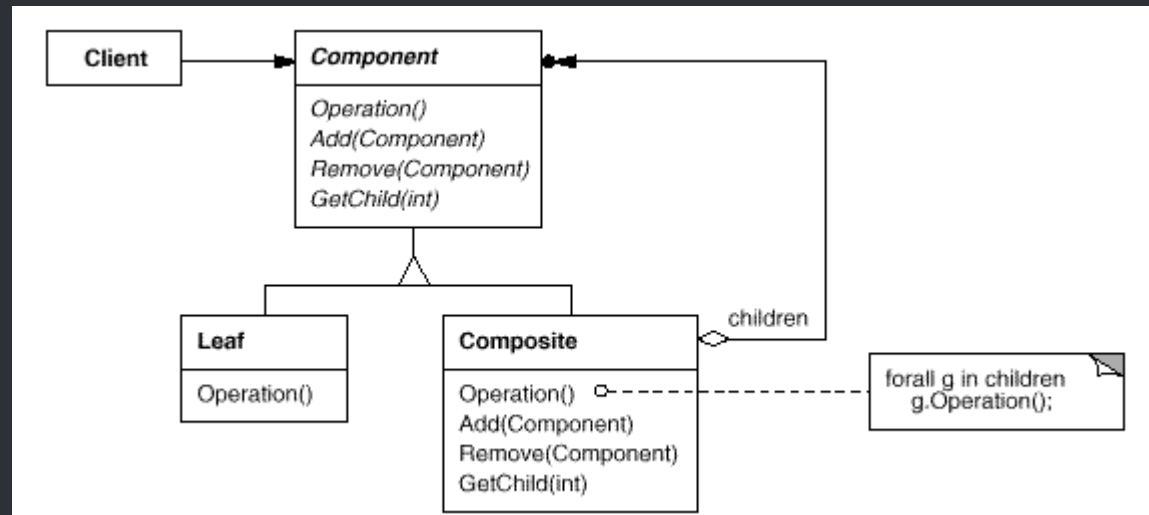 Client
Component
Operation()
Add(Component)
Remove(Component)
GetChild(int)
Leaf
Operation()
Composite
Operation()
Add(Component)
Remove(Component)
GetChild(int)
children
forall g in children
g.Operation();